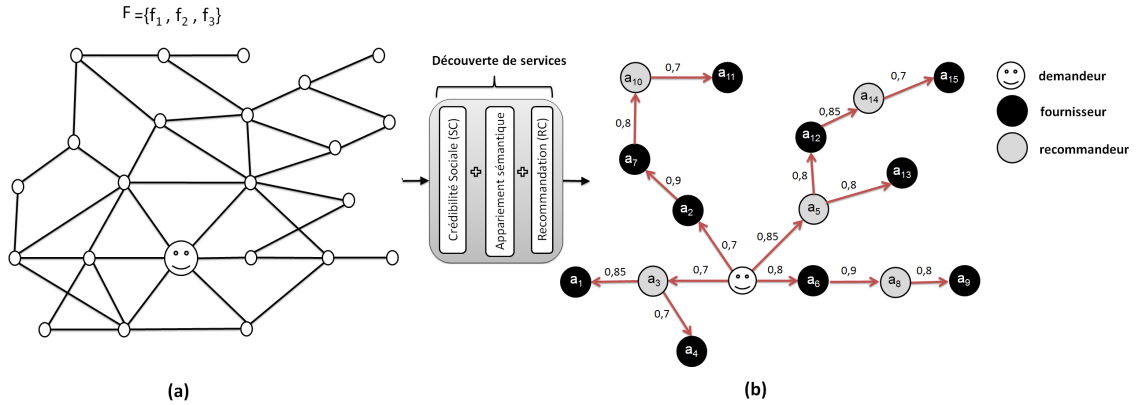 F ={f1 , f2 , f3}
Découverte de services
Crédibilité Sociale (SC)
+
Appariement sémantique
+
Recommandation (RC)
(a)
a10
0,7
a11
0,8
a7
0,9
a2
0,7
a15
0,7
a14
0,85
a12
0,8
a13
0,8
a5
0,85
a1
0,85
a3
0,7
0,8
a6
0,9
a8
0,8
a9
0,7
a4
(b)
demandeur
fournisseur
recommandeur